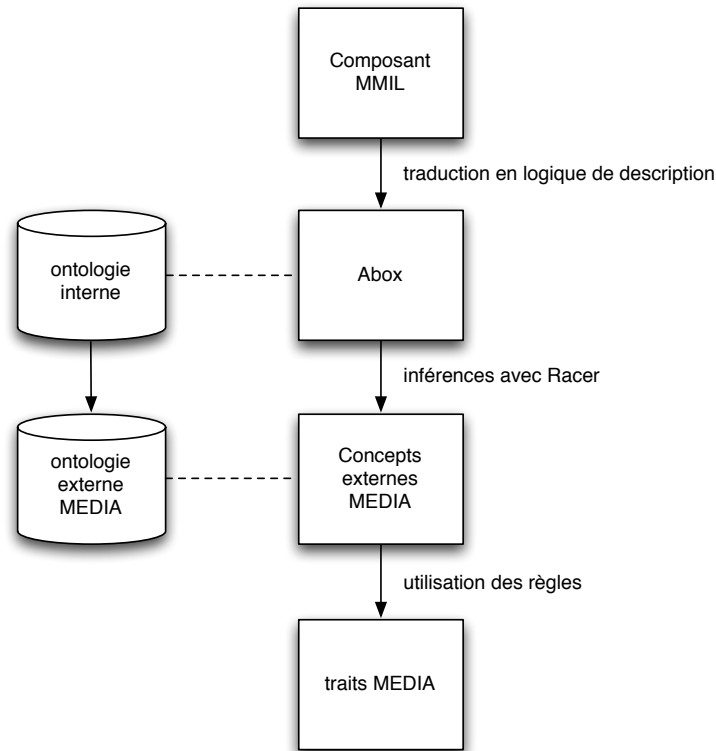 Composant
MMIL
traduction en logique de description
ontologie
interne
Abox
inférences avec Racer
ontologie
externe
MEDIA
Concepts
externes
MEDIA
utilisation des règles
traits MEDIA